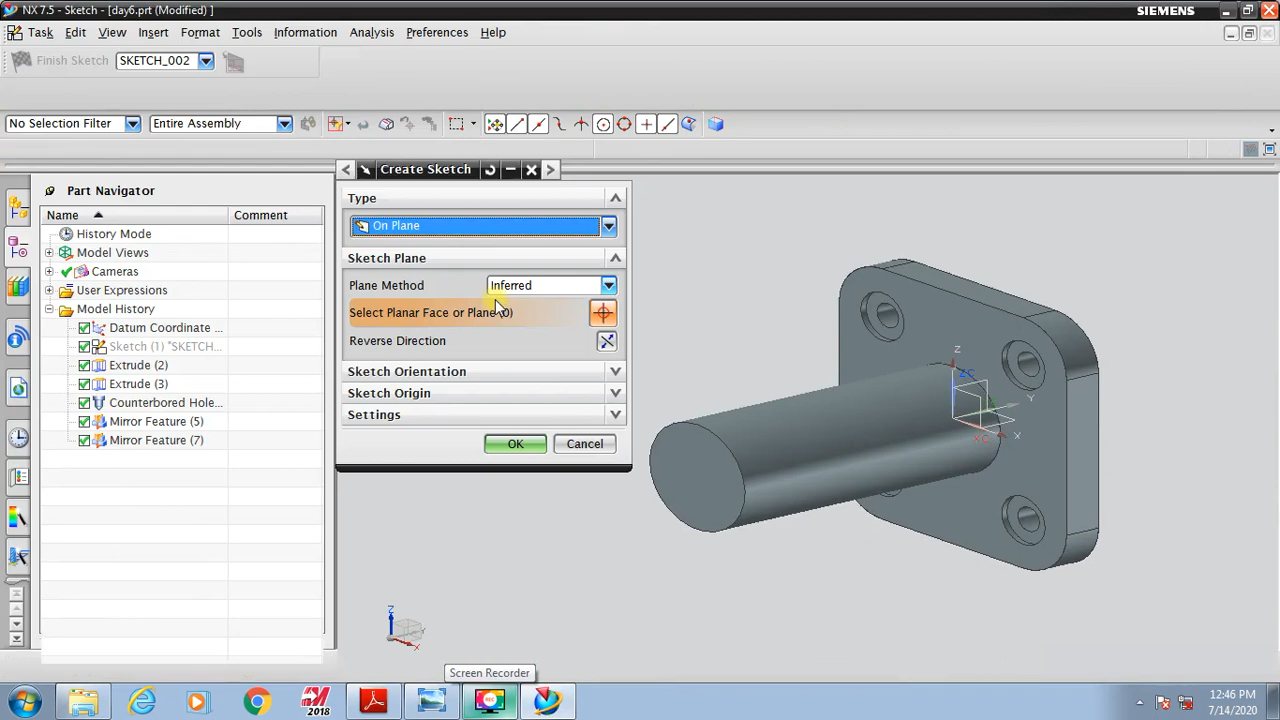 NX 7.5 - Sketch - [day6.prt (Modified) ]
SIEMENS
Task Edit View Insert Format Tools Information Analysis Preferences Help
Finish Sketch SKETCH_002
No Selection Filter Entire Assembly
Part Navigator
Name Comment
History Mode
Model Views
Cameras
User Expressions
Model History
Datum Coordinate ...
Sketch (1) "SKETCH...
Extrude (2)
Extrude (3)
Counterbored Hole...
Mirror Feature (5)
Mirror Feature (7)
Create Sketch
Type
On Plane
Sketch Plane
Plane Method Inferred
Select Planar Face or Plane (0)
Reverse Direction
Sketch Orientation
Sketch Origin
Settings
OK Cancel
Z
ZC
Y
X
XC
Z
Y
X
Screen Recorder
REC
2018
12:46 PM
7/14/2020